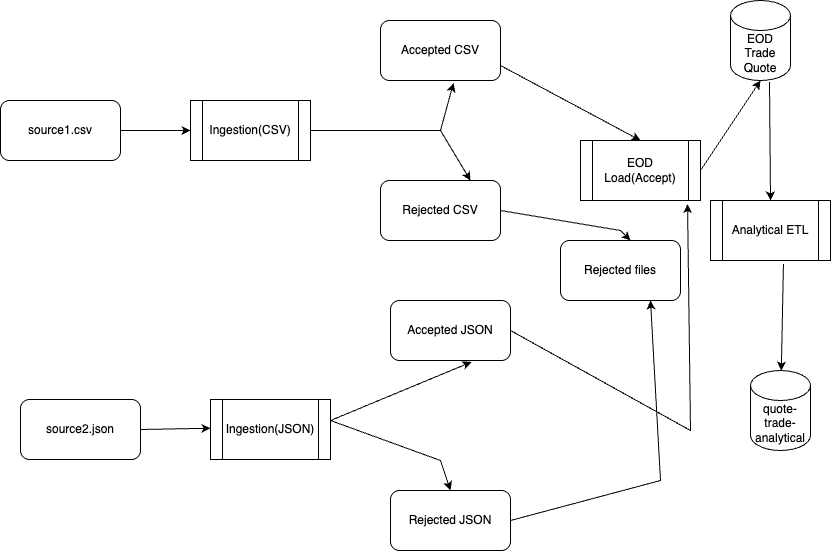 EOD
Trade
Quote
Accepted CSV
source1.csv
Ingestion(CSV)
EOD
Load(Accept)
Rejected CSV
Analytical ETL
Rejected files
Accepted JSON
quote-
trade-
analytical
source2.json
Ingestion(JSON)
Rejected JSON